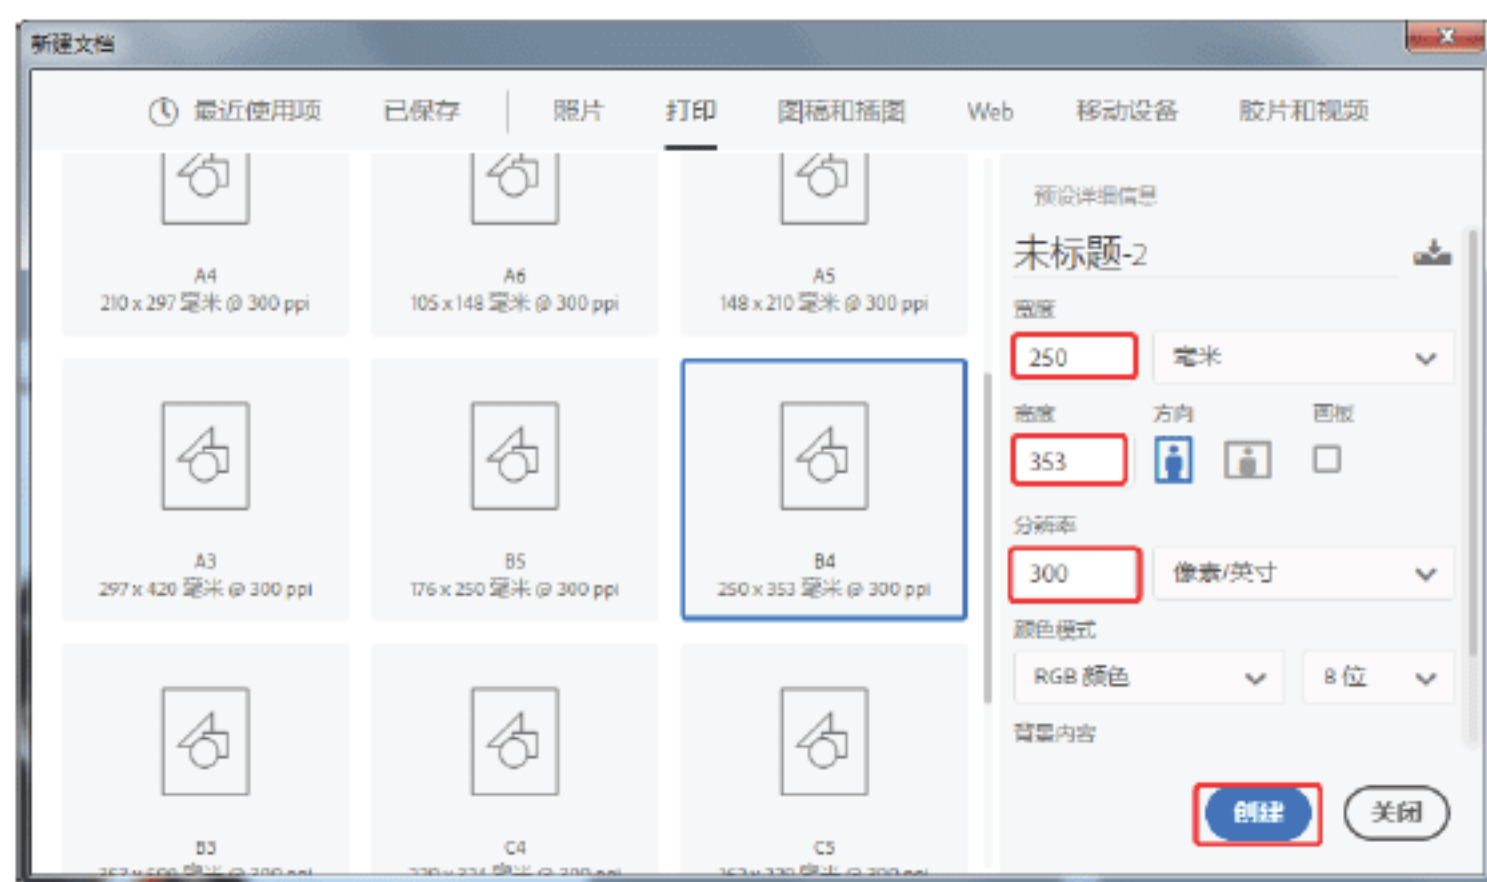 新建文档
最近使用项 已保存 照片 打印 图稿和插图 Web 移动设备 胶片和视频
A4
210 x 297 毫米 @ 300 ppi
A6
105 x 148 毫米 @ 300 ppi
A5
148 x 210 毫米 @ 300 ppi
A3
297 x 420 毫米 @ 300 ppi
B5
176 x 250 毫米 @ 300 ppi
B4
250 x 353 毫米 @ 300 ppi
B3
C4
C5
预设详细信息
未标题-2
宽度
250 毫米
高度 方向 画板
353
分辨率
300 像素/英寸
颜色模式
RGB 颜色 8 位
背景内容
创建 关闭